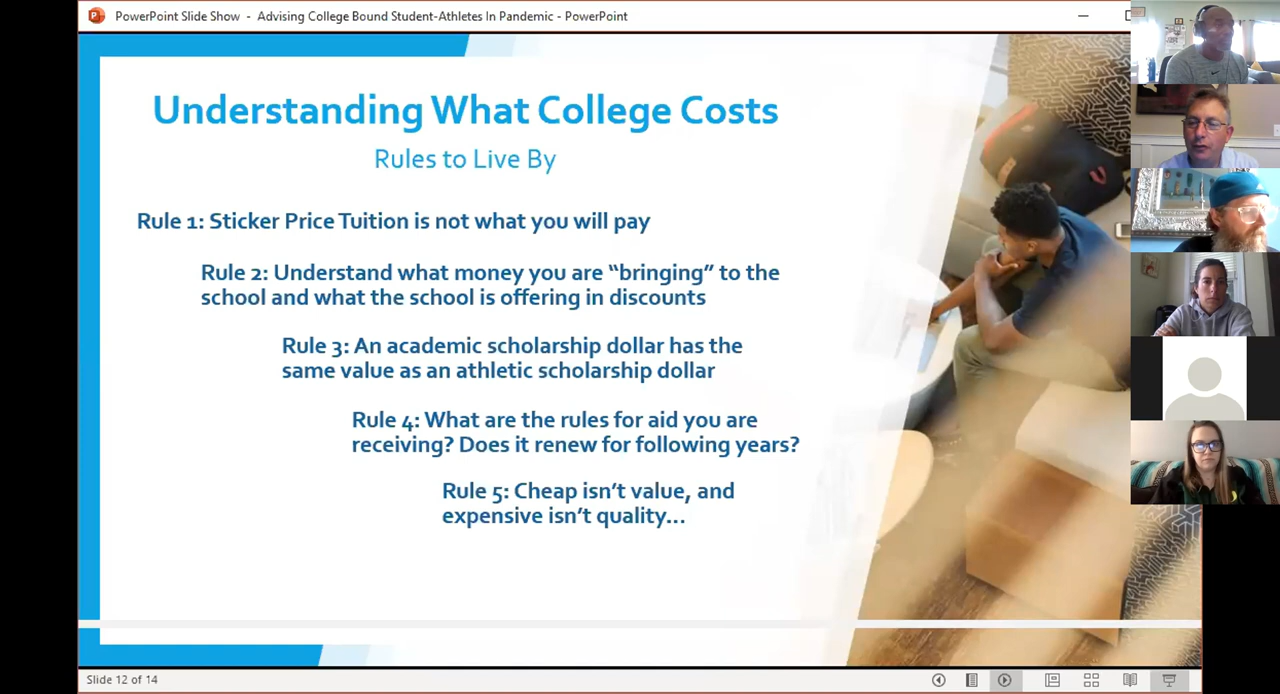 PowerPoint Slide Show - Advising College Bound Student-Athletes In Pandemic - PowerPoint
Understanding What College Costs
Rules to Live By
Rule 1: Sticker Price Tuition is not what you will pay
Rule 2: Understand what money you are “bringing” to the
school and what the school is offering in discounts
Rule 3: An academic scholarship dollar has the
same value as an athletic scholarship dollar
Rule 4: What are the rules for aid you are
receiving? Does it renew for following years?
Rule 5: Cheap isn’t value, and
expensive isn’t quality...
Slide 12 of 14